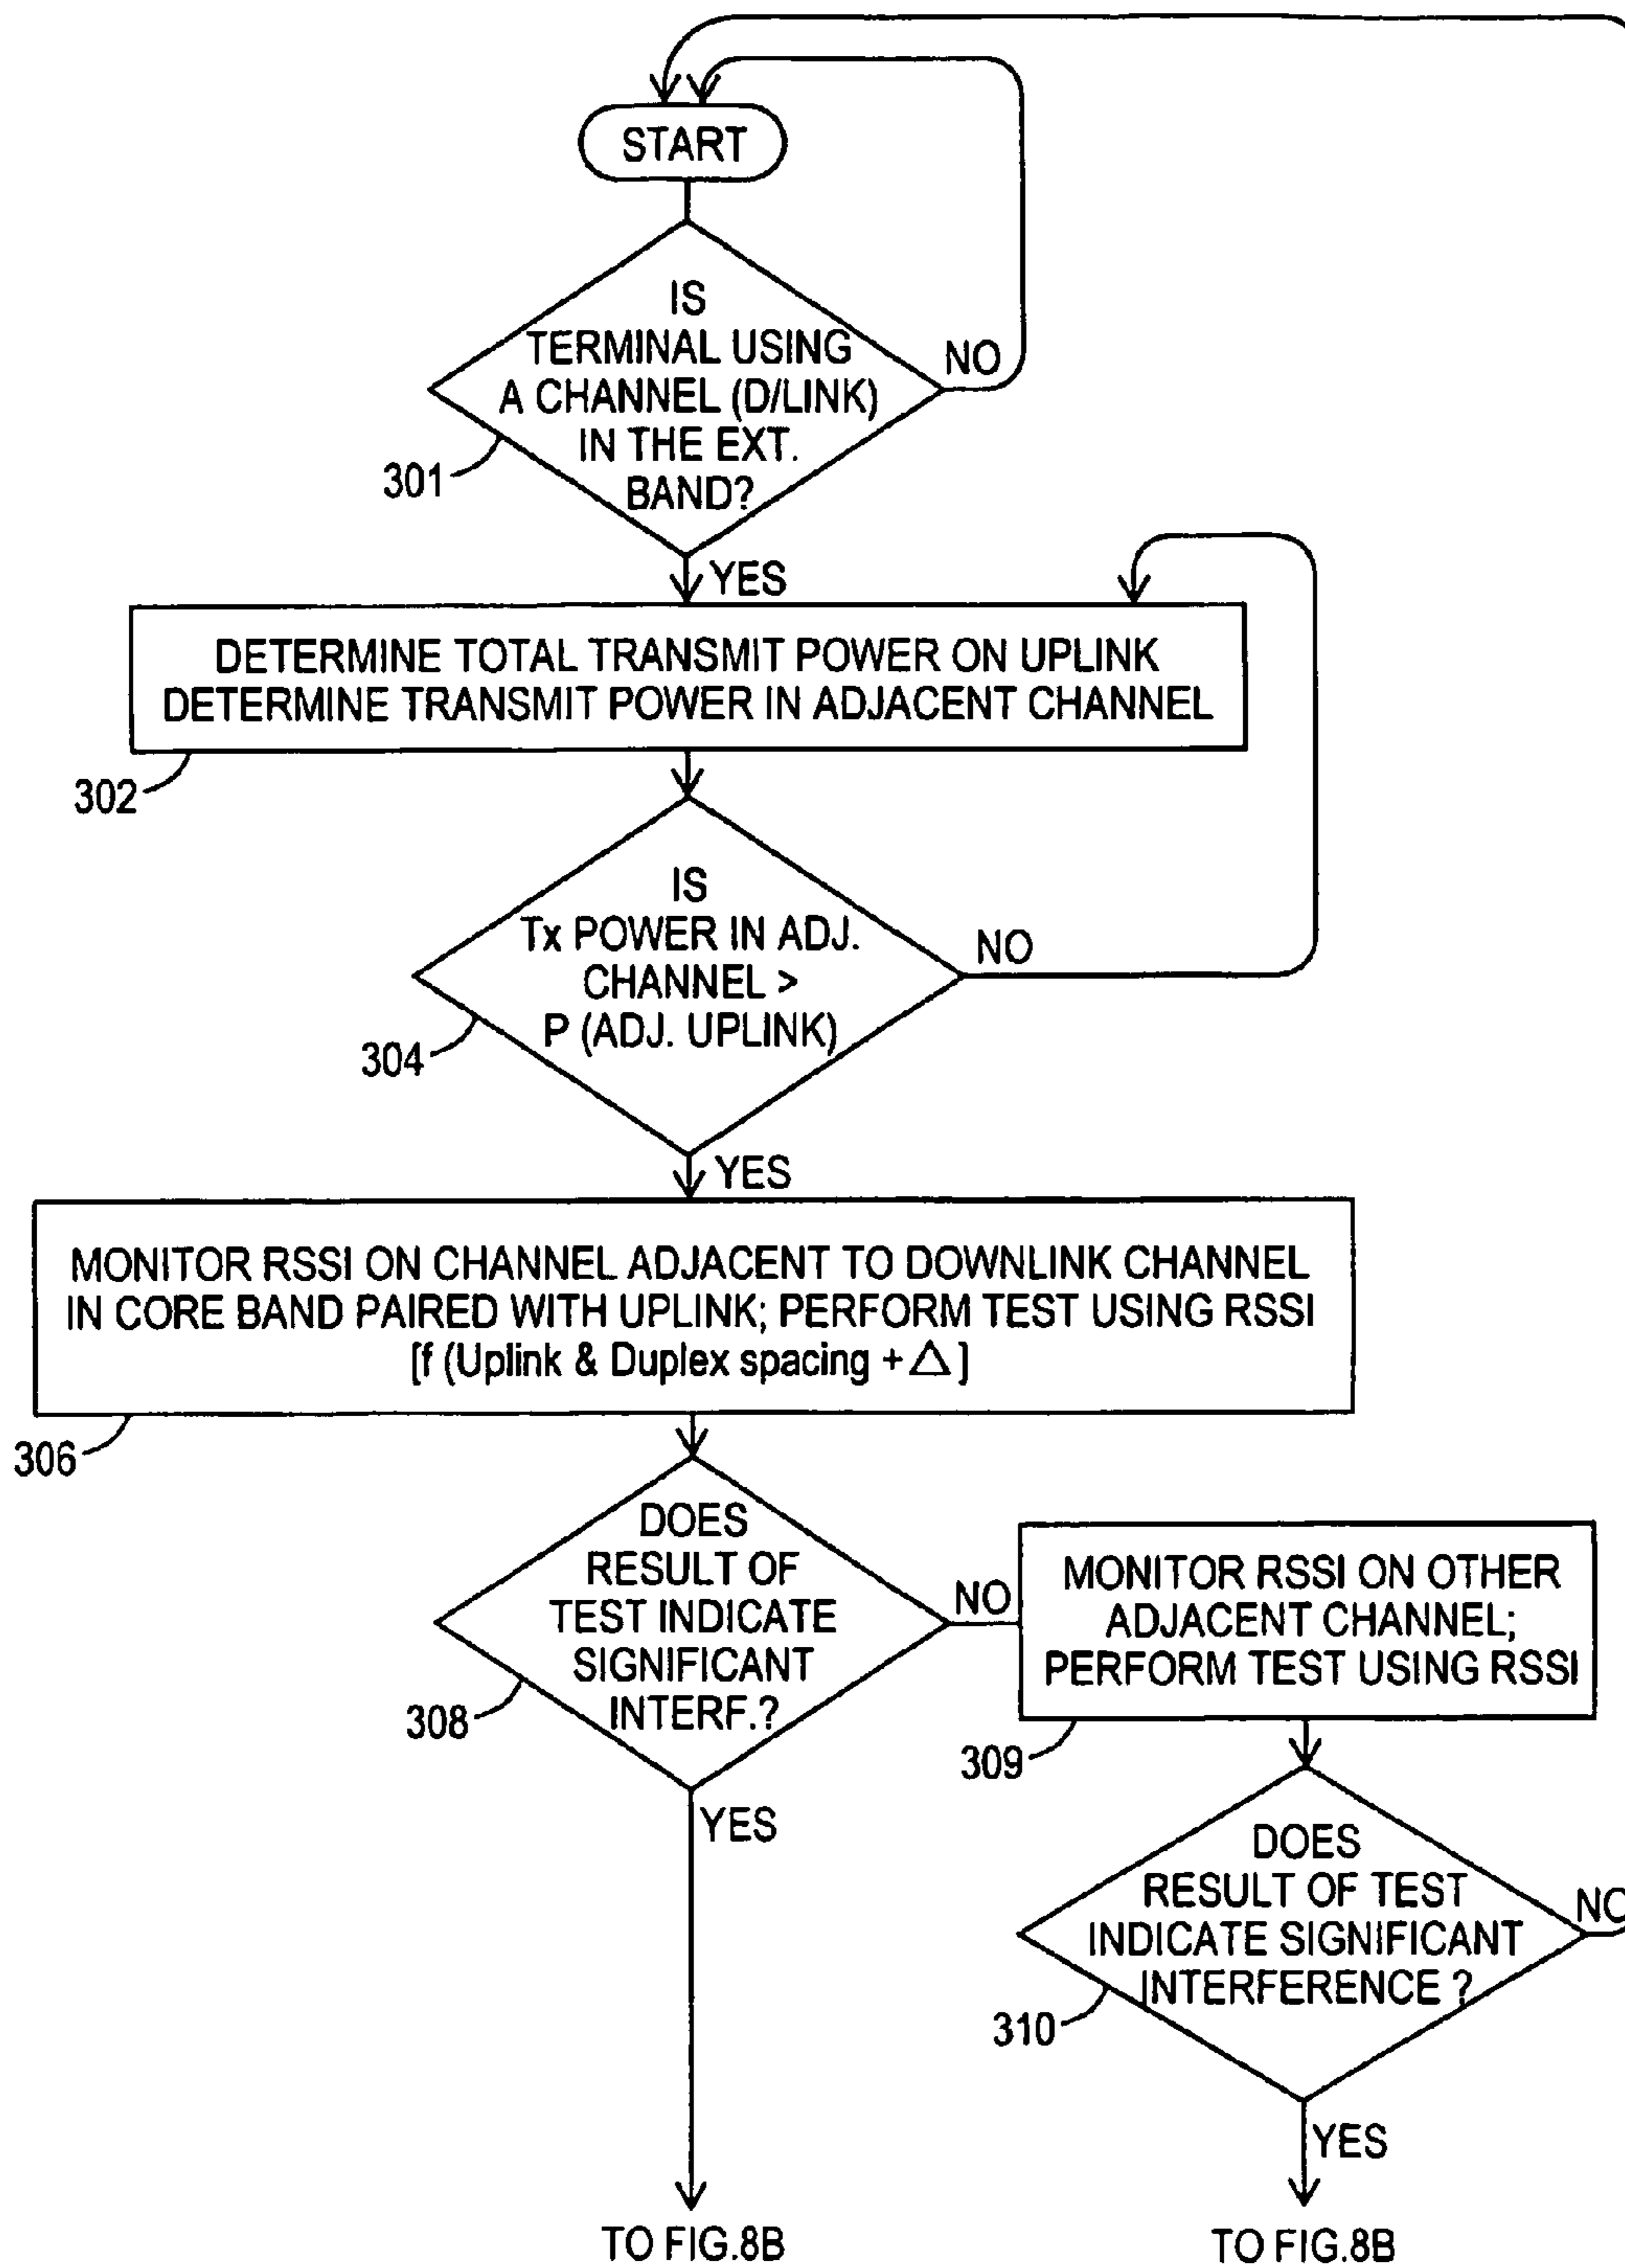 START
IS
TERMINAL USING
A CHANNEL (D/LINK)
IN THE EXT.
BAND?
NO
301
YES
DETERMINE TOTAL TRANSMIT POWER ON UPLINK
DETERMINE TRANSMIT POWER IN ADJACENT CHANNEL
302
IS
Tx POWER IN ADJ.
CHANNEL >
P (ADJ. UPLINK)
NO
304
YES
MONITOR RSSI ON CHANNEL ADJACENT TO DOWNLINK CHANNEL
IN CORE BAND PAIRED WITH UPLINK; PERFORM TEST USING RSSI
[f (Uplink & Duplex spacing + △ ]
306
DOES
RESULT OF
TEST INDICATE
SIGNIFICANT
INTERF.?
NO
308
YES
MONITOR RSSI ON OTHER
ADJACENT CHANNEL;
PERFORM TEST USING RSSI
309
DOES
RESULT OF TEST
INDICATE SIGNIFICANT
INTERFERENCE ?
NO
310
YES
TO FIG.8B
TO FIG.8B